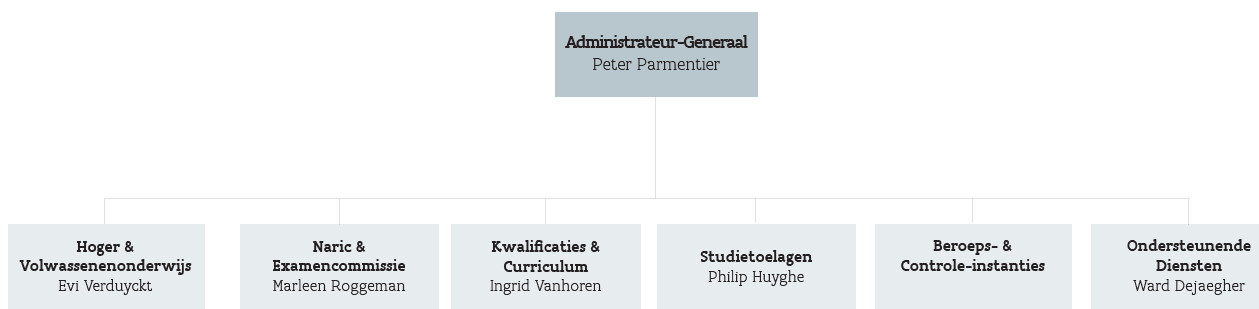 Administrateur-Generaal
Peter Parmentier
Hoger &
Volwassenenonderwijs
Evi Verduyckt
Naric &
Examencommissie
Marleen Roggeman
Kwalificaties &
Curriculum
Ingrid Vanhoren
Studietoelagen
Philip Huyghe
Beroeps- &
Controle-instanties
Ondersteunende
Diensten
Ward Dejaegher